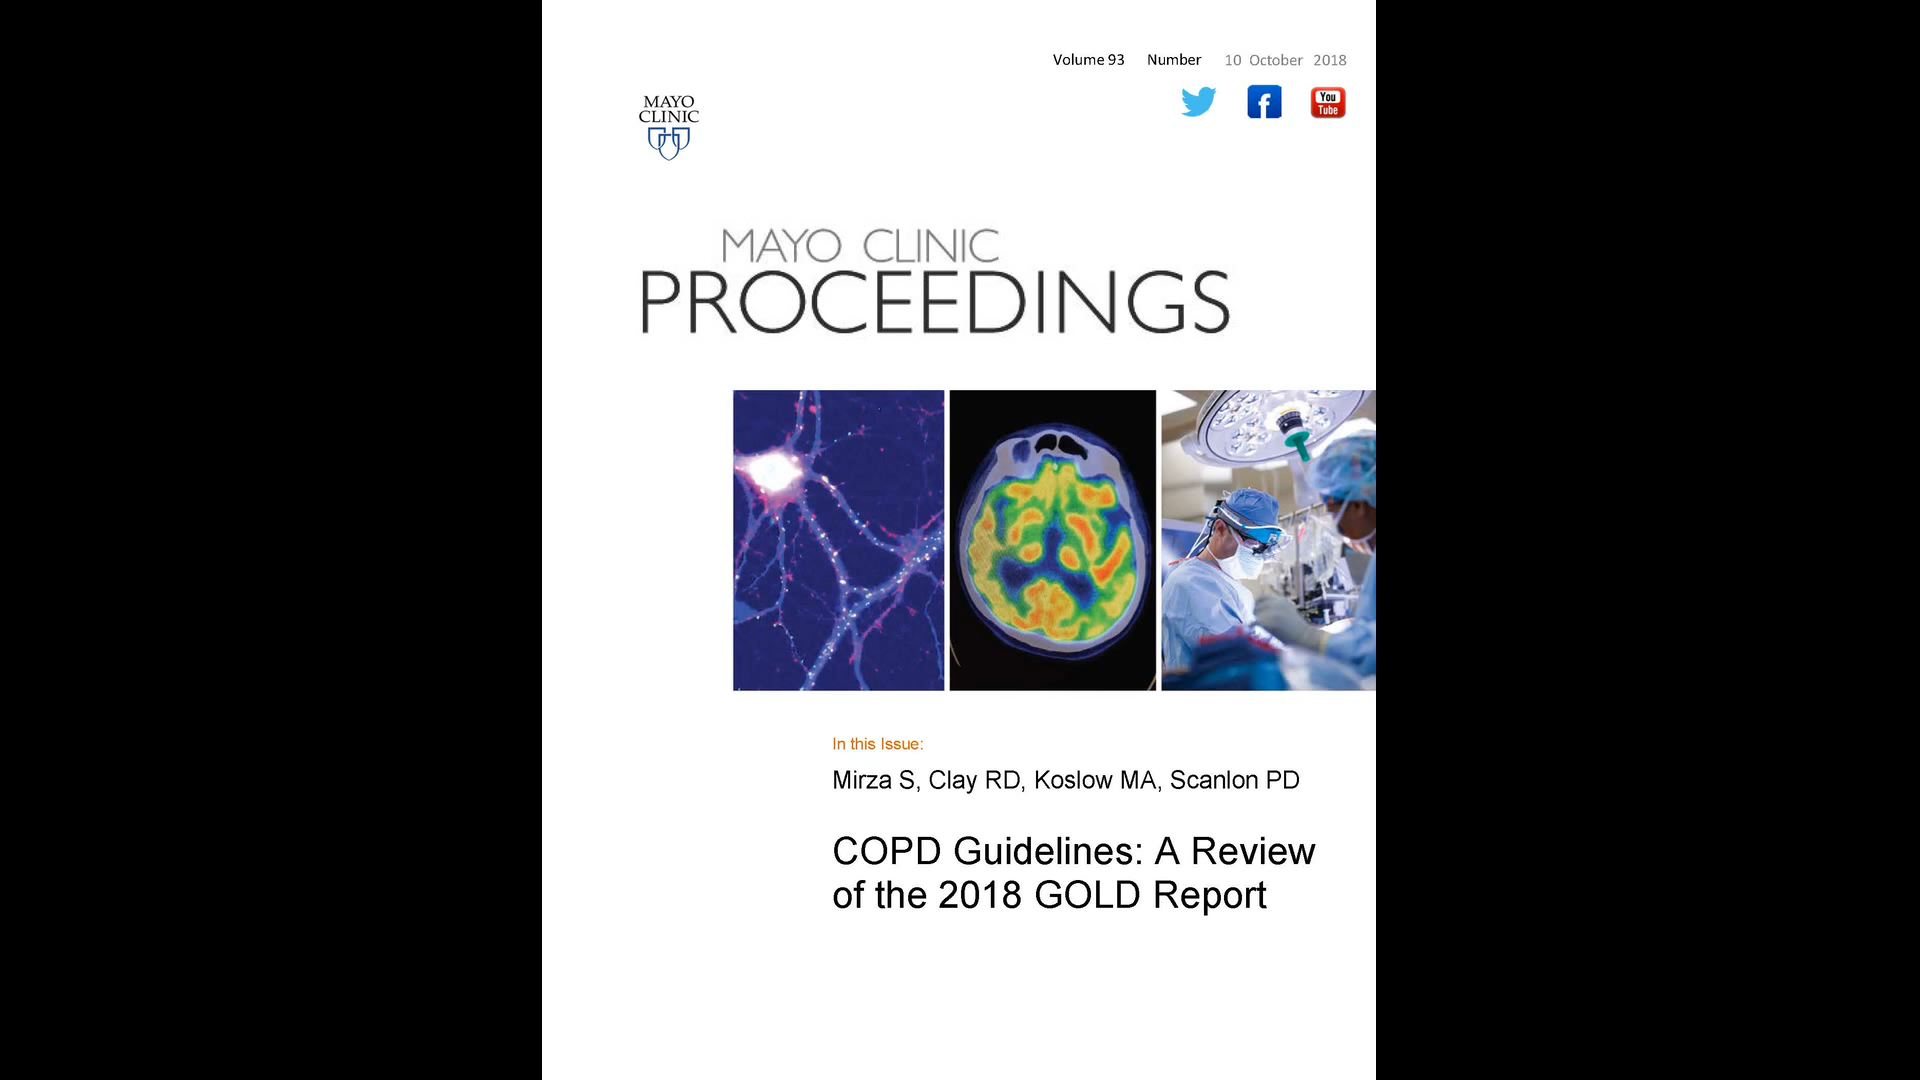 Volume 93 Number 10 October 2018
MAYO
CLINIC
You
Tube
MAYO CLINIC
PROCEEDINGS
In this Issue:
Mirza S, Clay RD, Koslow MA, Scanlon PD
COPD Guidelines: A Review
of the 2018 GOLD Report